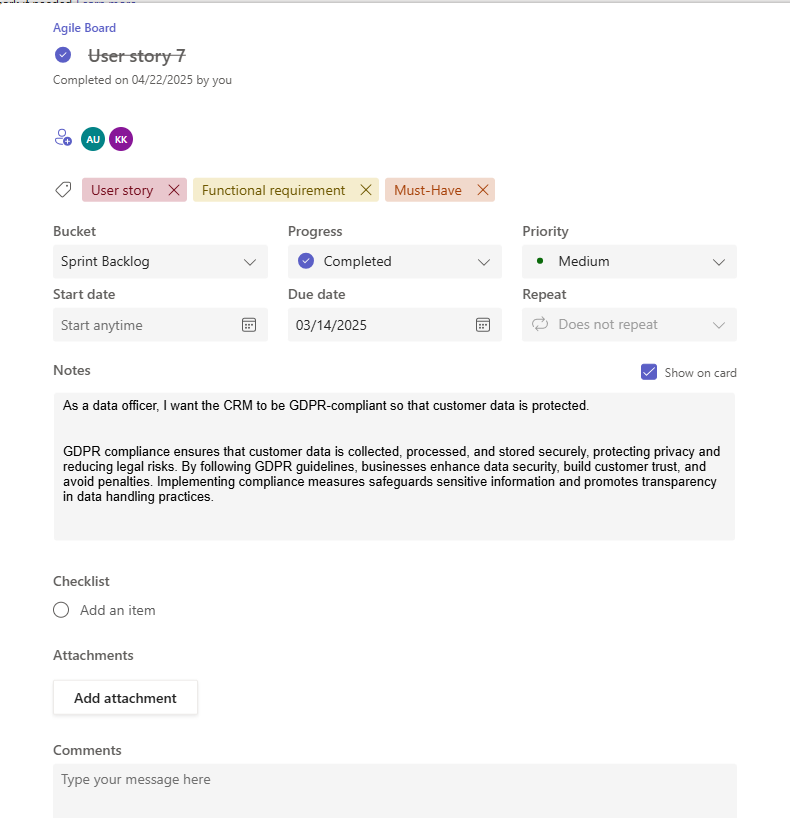 Agile Board
User story 7
Completed on 04/22/2025 by you
AU KK
User story Functional requirement Must-Have
Bucket Progress Priority
Sprint Backlog Completed Medium
Start date Due date Repeat
Start anytime 03/14/2025 Does not repeat
Notes Show on card
As a data officer, I want the CRM to be GDPR-compliant so that customer data is protected.
GDPR compliance ensures that customer data is collected, processed, and stored securely, protecting privacy and
reducing legal risks. By following GDPR guidelines, businesses enhance data security, build customer trust, and
avoid penalties. Implementing compliance measures safeguards sensitive information and promotes transparency
in data handling practices.
Checklist
Add an item
Attachments
Add attachment
Comments
Type your message here